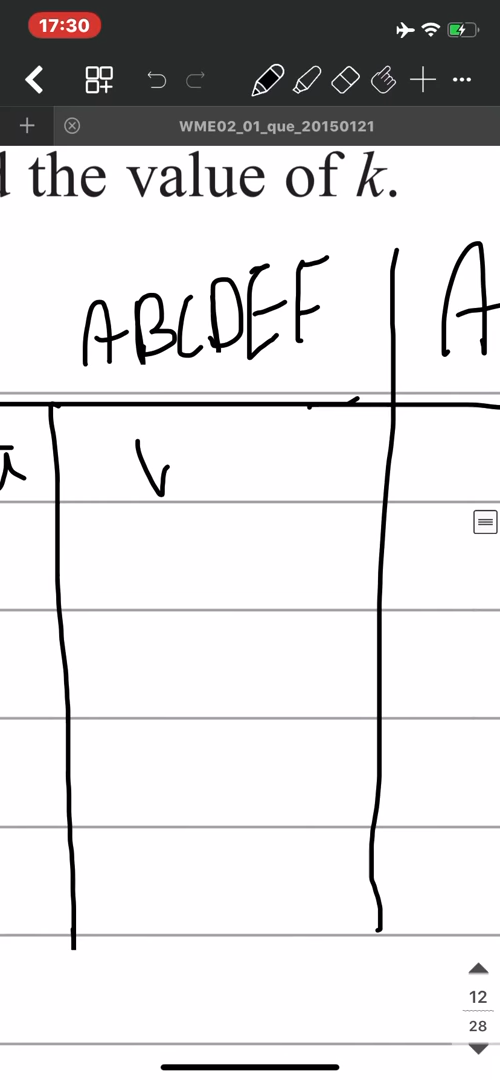 17:30
WME02_01_que_20150121
the value of k.
ABCDEF A
12
28